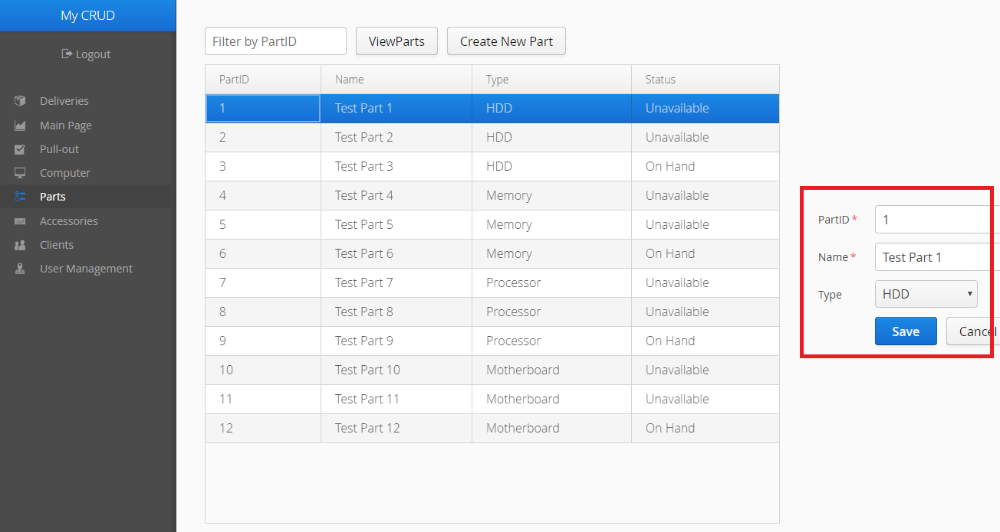 My CRUD
Logout
Deliveries
Main Page
Pull-out
Computer
Parts
Accessories
Clients
User Management
Filter by PartID ViewParts Create New Part
PartID Name Type Status
1 Test Part 1 HDD Unavailable
2 Test Part 2 HDD Unavailable
3 Test Part 3 HDD On Hand
4 Test Part 4 Memory Unavailable
5 Test Part 5 Memory Unavailable
6 Test Part 6 Memory On Hand
7 Test Part 7 Processor Unavailable
8 Test Part 8 Processor Unavailable
9 Test Part 9 Processor On Hand
10 Test Part 10 Motherboard Unavailable
11 Test Part 11 Motherboard Unavailable
12 Test Part 12 Motherboard On Hand
PartID * 1
Name * Test Part 1
Type HDD
Save Cancel